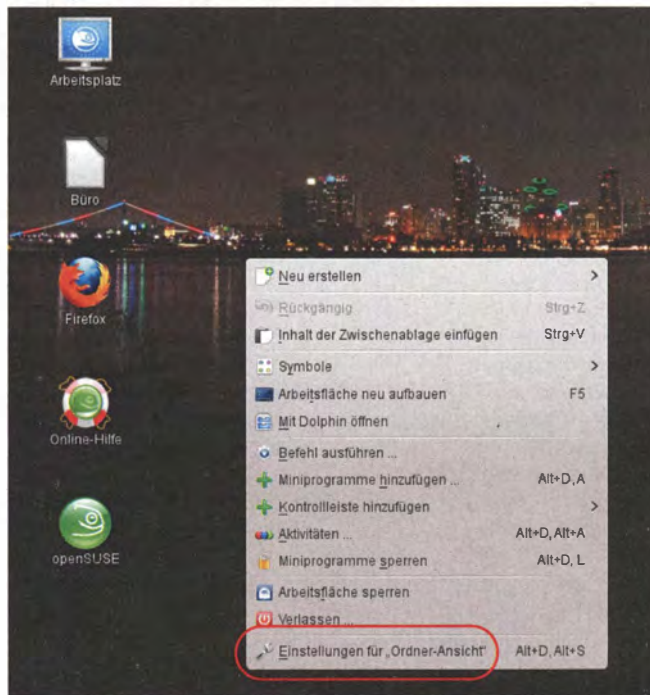 Arbeitsplatz
Büro
Firefox
Online-Hilfe
openSUSE
Neu erstellen
Rückgängig Strg+Z
Inhalt der Zwischenablage einfügen Strg+V
Symbole
Arbeitsfläche neu aufbauen F5
Mit Dolphin öffnen
Befehl ausführen ...
Miniprogramme hinzufügen ... Alt+D, A
Kontrollleiste hinzufügen
Aktivitäten ... Alt+D, Alt+A
Miniprogramme sperren Alt+D, L
Arbeitsfläche sperren
Verlassen ...
Einstellungen für „Ordner-Ansicht“ Alt+D, Alt+S